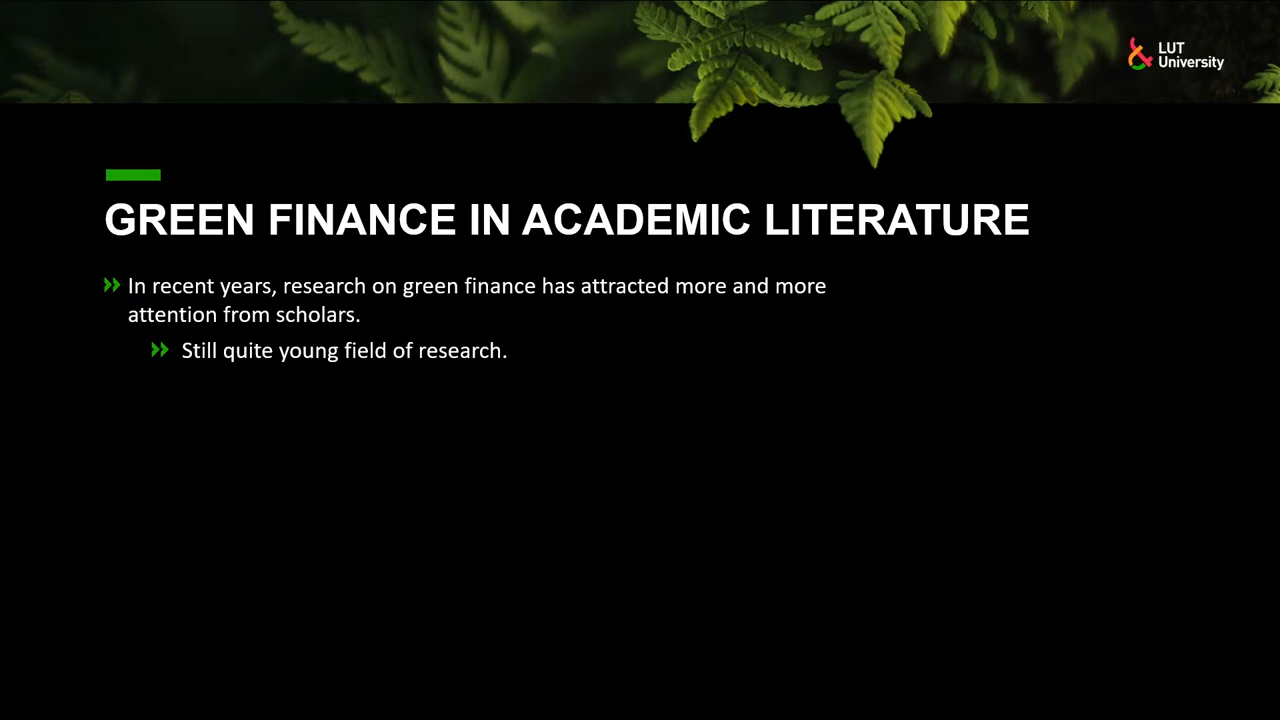 LUT
University
GREEN FINANCE IN ACADEMIC LITERATURE
In recent years, research on green finance has attracted more and more
attention from scholars.
Still quite young field of research.